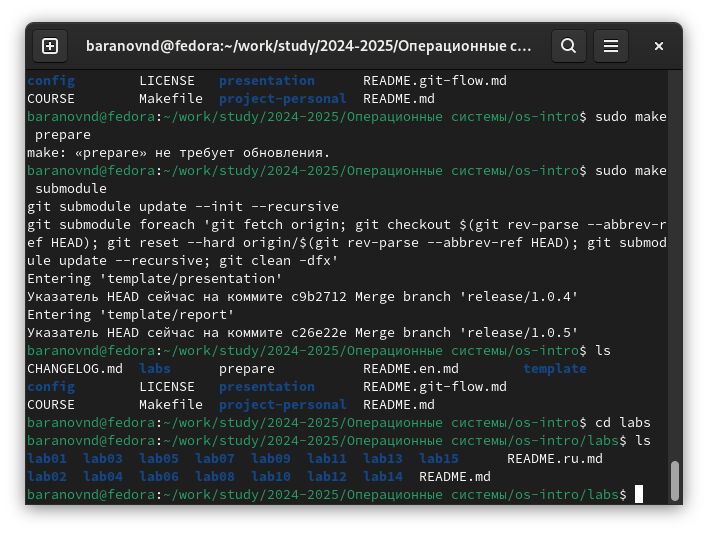 baranovnd@fedora:~/work/study/2024-2025/Операционные с…
config LICENSE presentation README.git-flow.md
COURSE Makefile project-personal README.md
baranovnd@fedora:~/work/study/2024-2025/Операционные системы/os-intro$ sudo make
prepare
make: «prepare» не требует обновления.
baranovnd@fedora:~/work/study/2024-2025/Операционные системы/os-intro$ sudo make
submodule
git submodule update --init --recursive
git submodule foreach 'git fetch origin; git checkout $(git rev-parse --abbrev-r
ef HEAD); git reset --hard origin/$(git rev-parse --abbrev-ref HEAD); git submod
ule update --recursive; git clean -dfx'
Entering 'template/presentation'
Указатель HEAD сейчас на коммите c9b2712 Merge branch 'release/1.0.4'
Entering 'template/report'
Указатель HEAD сейчас на коммите c26e22e Merge branch 'release/1.0.5'
baranovnd@fedora:~/work/study/2024-2025/Операционные системы/os-intro$ ls
CHANGELOG.md labs prepare README.en.md template
config LICENSE presentation README.git-flow.md
COURSE Makefile project-personal README.md
baranovnd@fedora:~/work/study/2024-2025/Операционные системы/os-intro$ cd labs
baranovnd@fedora:~/work/study/2024-2025/Операционные системы/os-intro/labs$ ls
lab01 lab03 lab05 lab07 lab09 lab11 lab13 lab15 README.ru.md
lab02 lab04 lab06 lab08 lab10 lab12 lab14 README.md
baranovnd@fedora:~/work/study/2024-2025/Операционные системы/os-intro/labs$